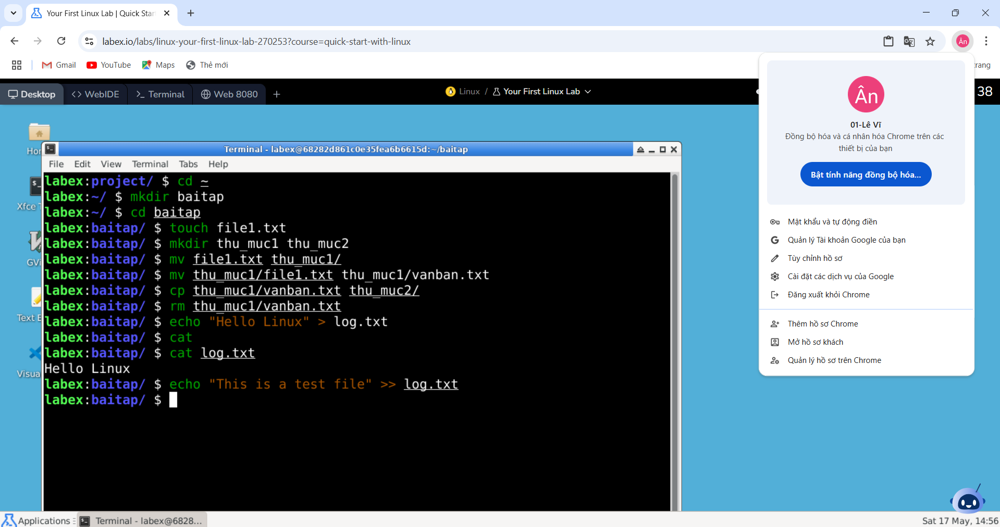 Your First Linux Lab | Quick Star
labex.io/labs/linux-your-first-linux-lab-270253?course=quick-start-with-linux
Ân
Gmail
YouTube
Maps
Thẻ mới
trang
Desktop
WebIDE
Terminal
Web 8080
Linux / Your First Linux Lab
38
Ân
01-Lê Vĩ
Đồng bộ hóa và cá nhân hóa Chrome trên các
thiết bị của bạn
Bật tính năng đồng bộ hóa...
Mật khẩu và tự động điền
Quản lý Tài khoản Google của bạn
Tùy chỉnh hồ sơ
Cài đặt các dịch vụ của Google
Đăng xuất khỏi Chrome
Thêm hồ sơ Chrome
Mở hồ sơ khách
Quản lý hồ sơ trên Chrome
Hor
Xfce T
GVi
Text E
Visua
Terminal - labex@68282d861c0e35fea6b6615d:~/baitap
File Edit View Terminal Tabs Help
labex:project/ $ cd ~
labex:~/ $ mkdir baitap
labex:~/ $ cd baitap
labex:baitap/ $ touch file1.txt
labex:baitap/ $ mkdir thu_muc1 thu_muc2
labex:baitap/ $ mv file1.txt thu_muc1/
labex:baitap/ $ mv thu_muc1/file1.txt thu_muc1/vanban.txt
labex:baitap/ $ cp thu_muc1/vanban.txt thu_muc2/
labex:baitap/ $ rm thu_muc1/vanban.txt
labex:baitap/ $ echo "Hello Linux" > log.txt
labex:baitap/ $ cat
labex:baitap/ $ cat log.txt
Hello Linux
labex:baitap/ $ echo "This is a test file" >> log.txt
labex:baitap/ $
Applications
Terminal - labex@6828...
Sat 17 May, 14:56